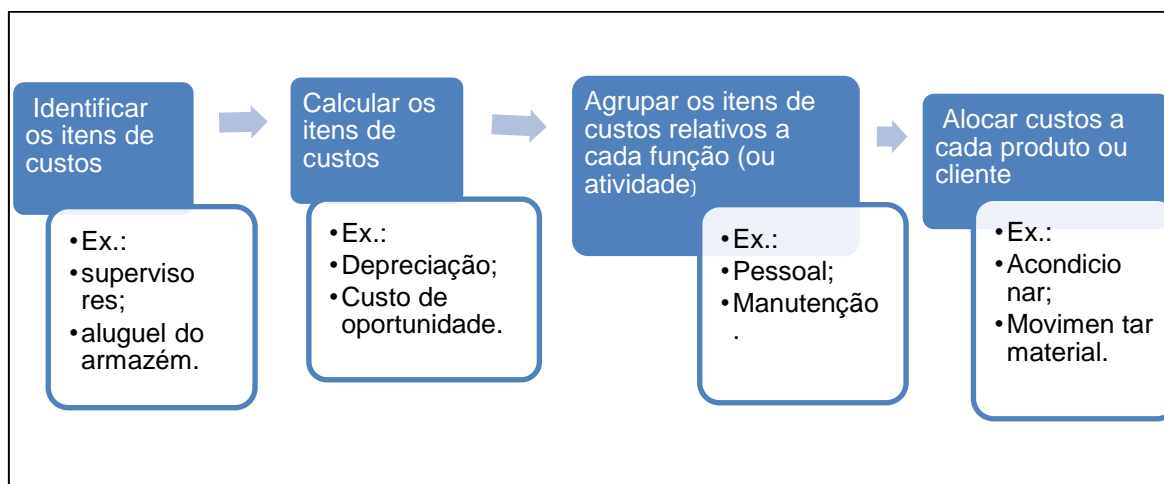 Identificar
os itens de
custos
•Ex.:
•superviso
res;
•aluguel do
armazém.
Calcular os
itens de
custos
•Ex.:
•Depreciação;
•Custo de
oportunidade.
Agrupar os itens de
custos relativos a
cada função (ou
atividade)
•Ex.:
•Pessoal;
•Manutenção
.
Alocar custos a
cada produto ou
cliente
•Ex.:
•Acondicio
nar;
•Movimen tar
material.